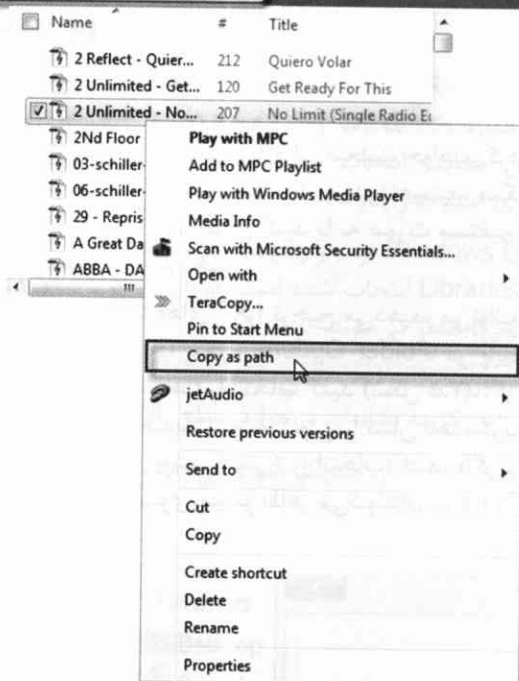 Name # Title
2 Reflect - Quier... 212 Quiero Volar
2 Unlimited - Get... 120 Get Ready For This
2 Unlimited - No... 207 No Limit (Single Radio Ed
2Nd Floor
03-schiller-
06-schiller-
29 - Repris
A Great Da
ABBA - DA
Play with MPC
Add to MPC Playlist
Play with Windows Media Player
Media Info
Scan with Microsoft Security Essentials...
Open with
TeraCopy...
Pin to Start Menu
Copy as path
jetAudio
Restore previous versions
Send to
Cut
Copy
Create shortcut
Delete
Rename
Properties